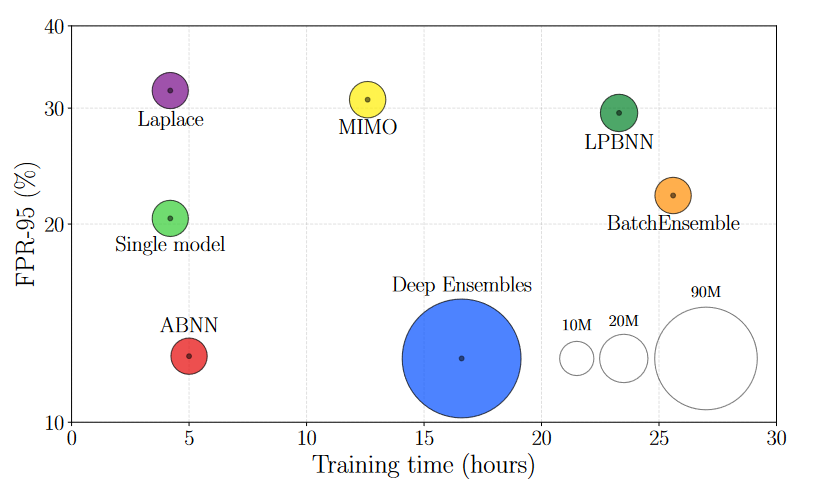 40
30
20
10
FPR-95 (%)
Laplace
MIMO
LPBNN
BatchEnsemble
Single model
Deep Ensembles
ABNN
10M
20M
90M
0
5
10
15
20
25
30
Training time (hours)